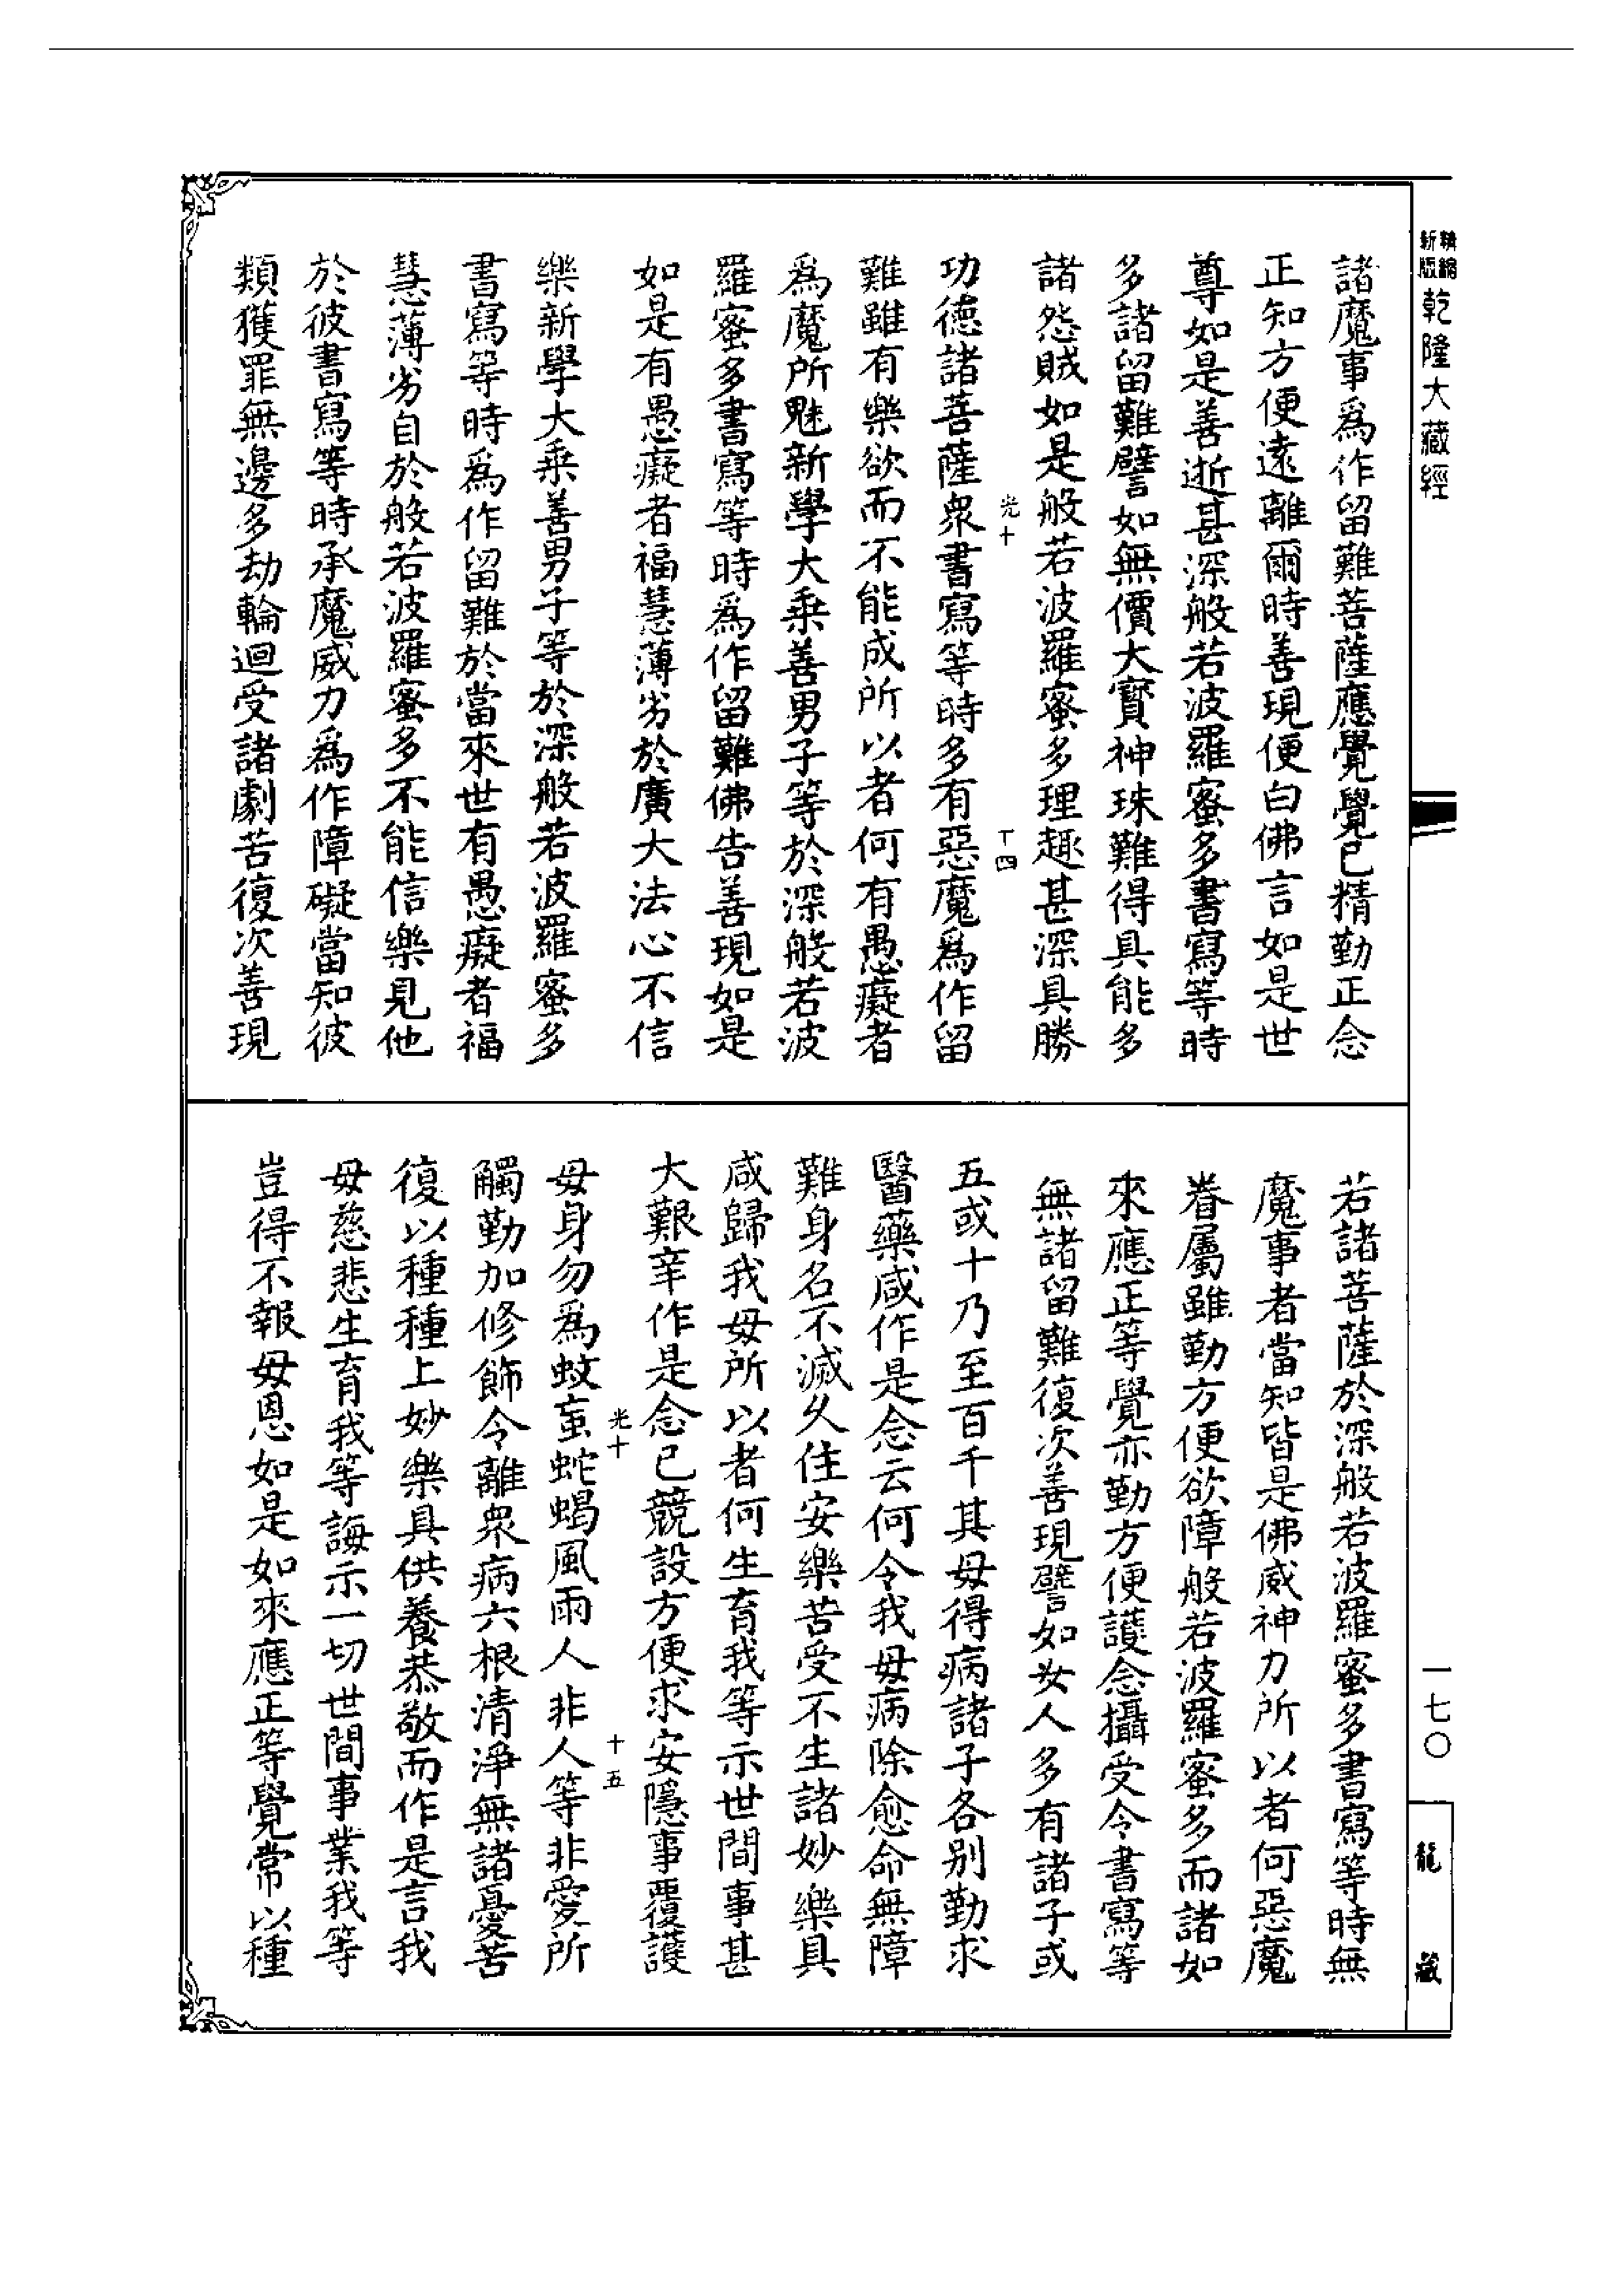 精縮新版乾隆大藏經
諸魔事爲作留難菩薩應覺覺已精勤正念
正知方便遠離爾時善現便白佛言如是世
尊如是善逝甚深般若波羅蜜多書寫等時
多諸留難譬如無價大寶神珠難得具能多
諸怨賊如是般若波羅蜜多理趣甚深具勝
光十
十四
功德諸菩薩衆書寫等時多有惡魔爲作留
難雖有樂欲而不能成所以者何有愚癡者
爲魔所魅新學大乗善男子等於深般若波
羅蜜多書寫等時爲作留難佛告善現如是
如是有愚癡者福慧薄劣於廣大法心不信
樂新學大乗善男子等於深般若波羅蜜多
書寫等時爲作留難於當來世有愚癡者福
慧薄劣自於般若波羅蜜多不能信樂見他
於彼書寫等時承魔威力爲作障礙當知彼
類獲罪無邊多劫輪迴受諸劇苦復次善現
若諸菩薩於深般若波羅蜜多書寫等時無
魔事者當知皆是佛威神力所以者何惡魔
眷屬雖勤方便欲障般若波羅蜜多而諸如
來應正等覺亦勤方便護念攝受令書寫等
無諸留難復次善現譬如女人多有諸子或
五或十乃至百千其毋得病諸子各别勤求
醫藥咸作是念云何令我毋病除愈命無障
難身名不滅久住安樂苦受不生諸妙樂具
咸歸我毋所以者何生育我等示世間事甚
大艱辛作是念已競設方便求安隱事覆護
光十
十五
毋身勿爲蚊䖟蛇蝎風雨人非人等非愛所
觸勤加修飾令離衆病六根清淨無諸憂苦
復以種種上妙樂具供養恭敬而作是言我
毋慈悲生育我等誨示一切世間事業我等
豈得不報毋恩如是如來應正等覺常以種
一七〇
龍藏